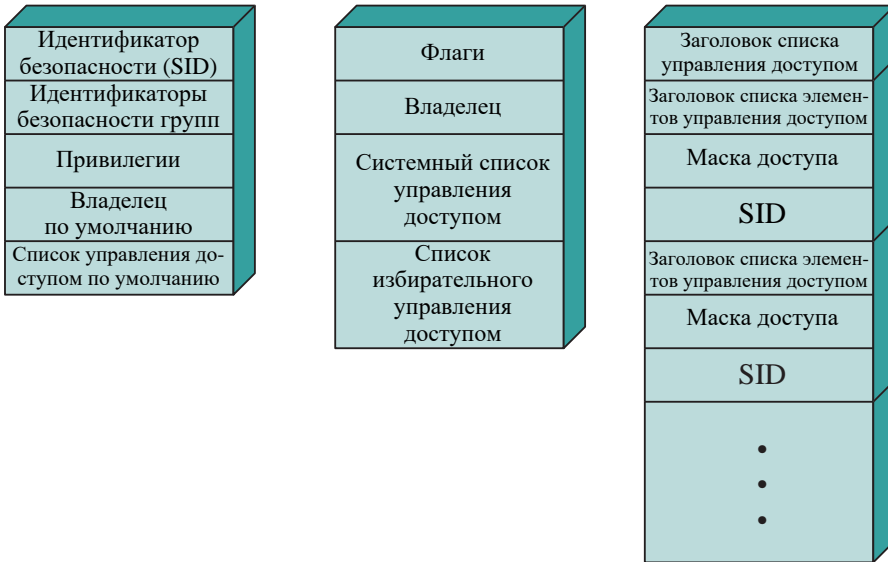 Идентификатор
безопасности (SID)
Идентификаторы
безопасности групп
Привилегии
Владелец
по умолчанию
Список управления до-
ступом по умолчанию
Флаги
Владелец
Системный список
управления
доступом
Список
избирательного
управления
доступом
Заголовок списка
управления доступом
Заголовок списка элемен-
тов управления доступом
Маска доступа
SID
Заголовок списка элемен-
тов управления доступом
Маска доступа
SID